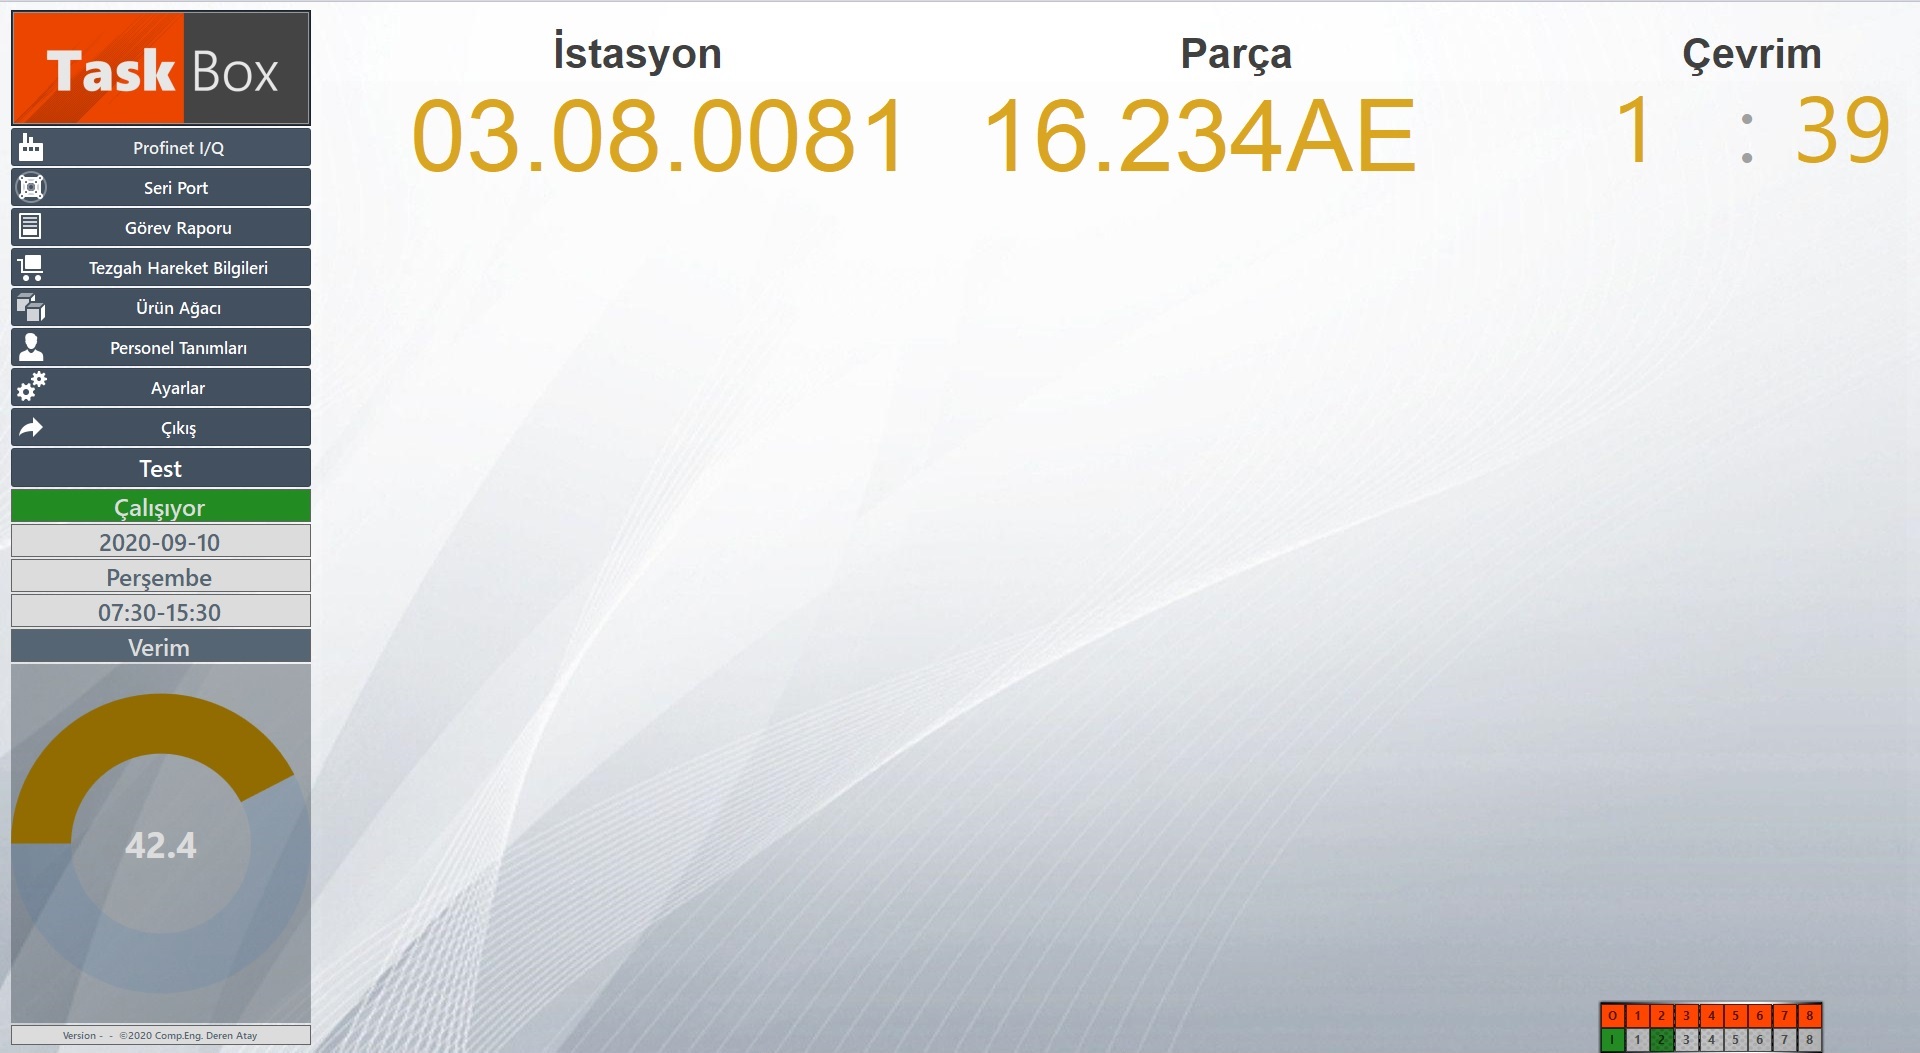 Task Box
İstasyon
Parça
Çevrim
03.08.0081
16.234AE
1 : 39
Profinet I/Q
Seri Port
Görev Raporu
Tezgah Hareket Bilgileri
Ürün Ağacı
Personel Tanımları
Ayarlar
Çıkış
Test
Çalışıyor
2020-09-10
Perşembe
07:30-15:30
Verim
42.4
Version - - ©2020 Comp.Eng. Deren Atay
O 1 2 3 4 5 6 7 8
I 1 2 3 4 5 6 7 8